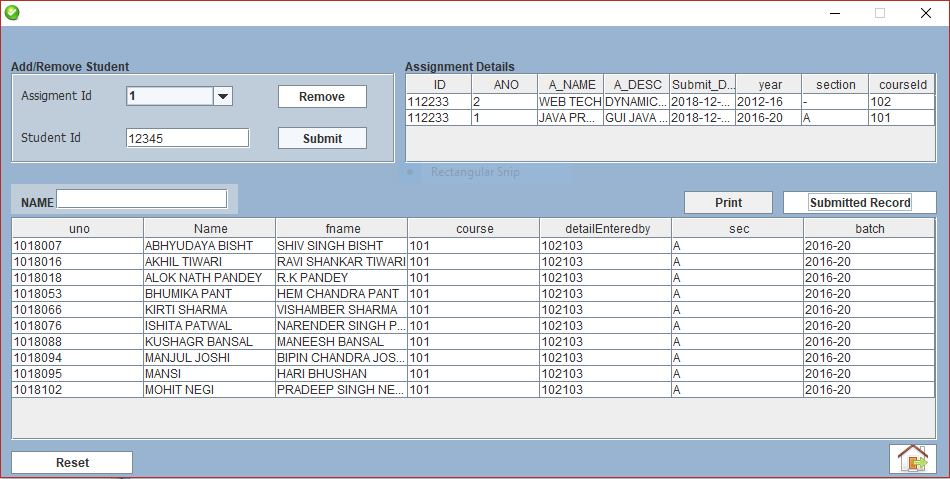 Add/Remove Student
Assigment Id 1 Remove
Student Id 12345 Submit
Assignment Details
ID ANO A_NAME A_DESC Submit_D... year section courseId
112233 2 WEB TECH DYNAMIC... 2018-12-... 2012-16 - 102
112233 1 JAVA PR... GUI JAVA ... 2018-12-... 2016-20 A 101
Rectangular Snip
NAME Print Submitted Record
uno Name fname course detailEnteredby sec batch
1018007 ABHYUDAYA BISHT SHIV SINGH BISHT 101 102103 A 2016-20
1018016 AKHIL TIWARI RAVI SHANKAR TIWARI 101 102103 A 2016-20
1018018 ALOK NATH PANDEY R.K PANDEY 101 102103 A 2016-20
1018053 BHUMIKA PANT HEM CHANDRA PANT 101 102103 A 2016-20
1018066 KIRTI SHARMA VISHAMBER SHARMA 101 102103 A 2016-20
1018076 ISHITA PATWAL NARENDER SINGH P... 101 102103 A 2016-20
1018088 KUSHAGR BANSAL MANEESH BANSAL 101 102103 A 2016-20
1018094 MANJUL JOSHI BIPIN CHANDRA JOS... 101 102103 A 2016-20
1018095 MANSI HARI BHUSHAN 101 102103 A 2016-20
1018102 MOHIT NEGI PRADEEP SINGH NE... 101 102103 A 2016-20
Reset